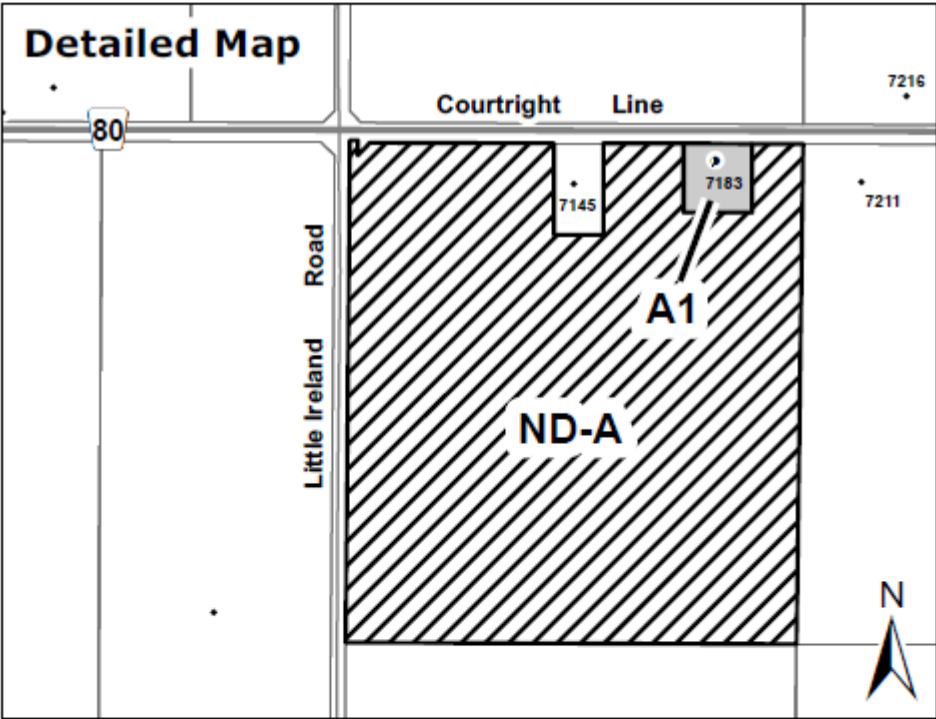 Detailed Map
7216
Courtright Line
80
7183
7145
7211
Little Ireland Road
A1
ND-A
N